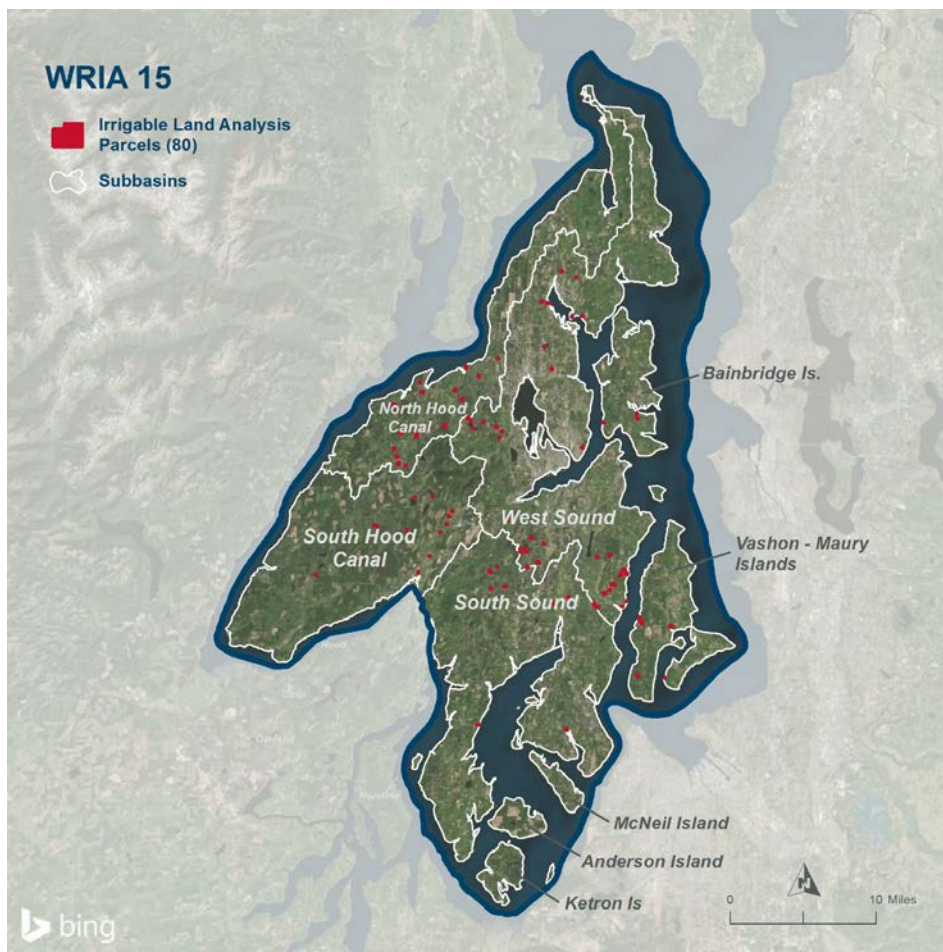 WRIA 15
Irrigable Land Analysis
Parcels (80)
Subbasins
Bainbridge Is.
North Hood
Canal
West Sound
South Hood
Canal
Vashon - Maury
Islands
South Sound
McNeil Island
Anderson Island
Ketron Is
N
0 10 Miles
bing